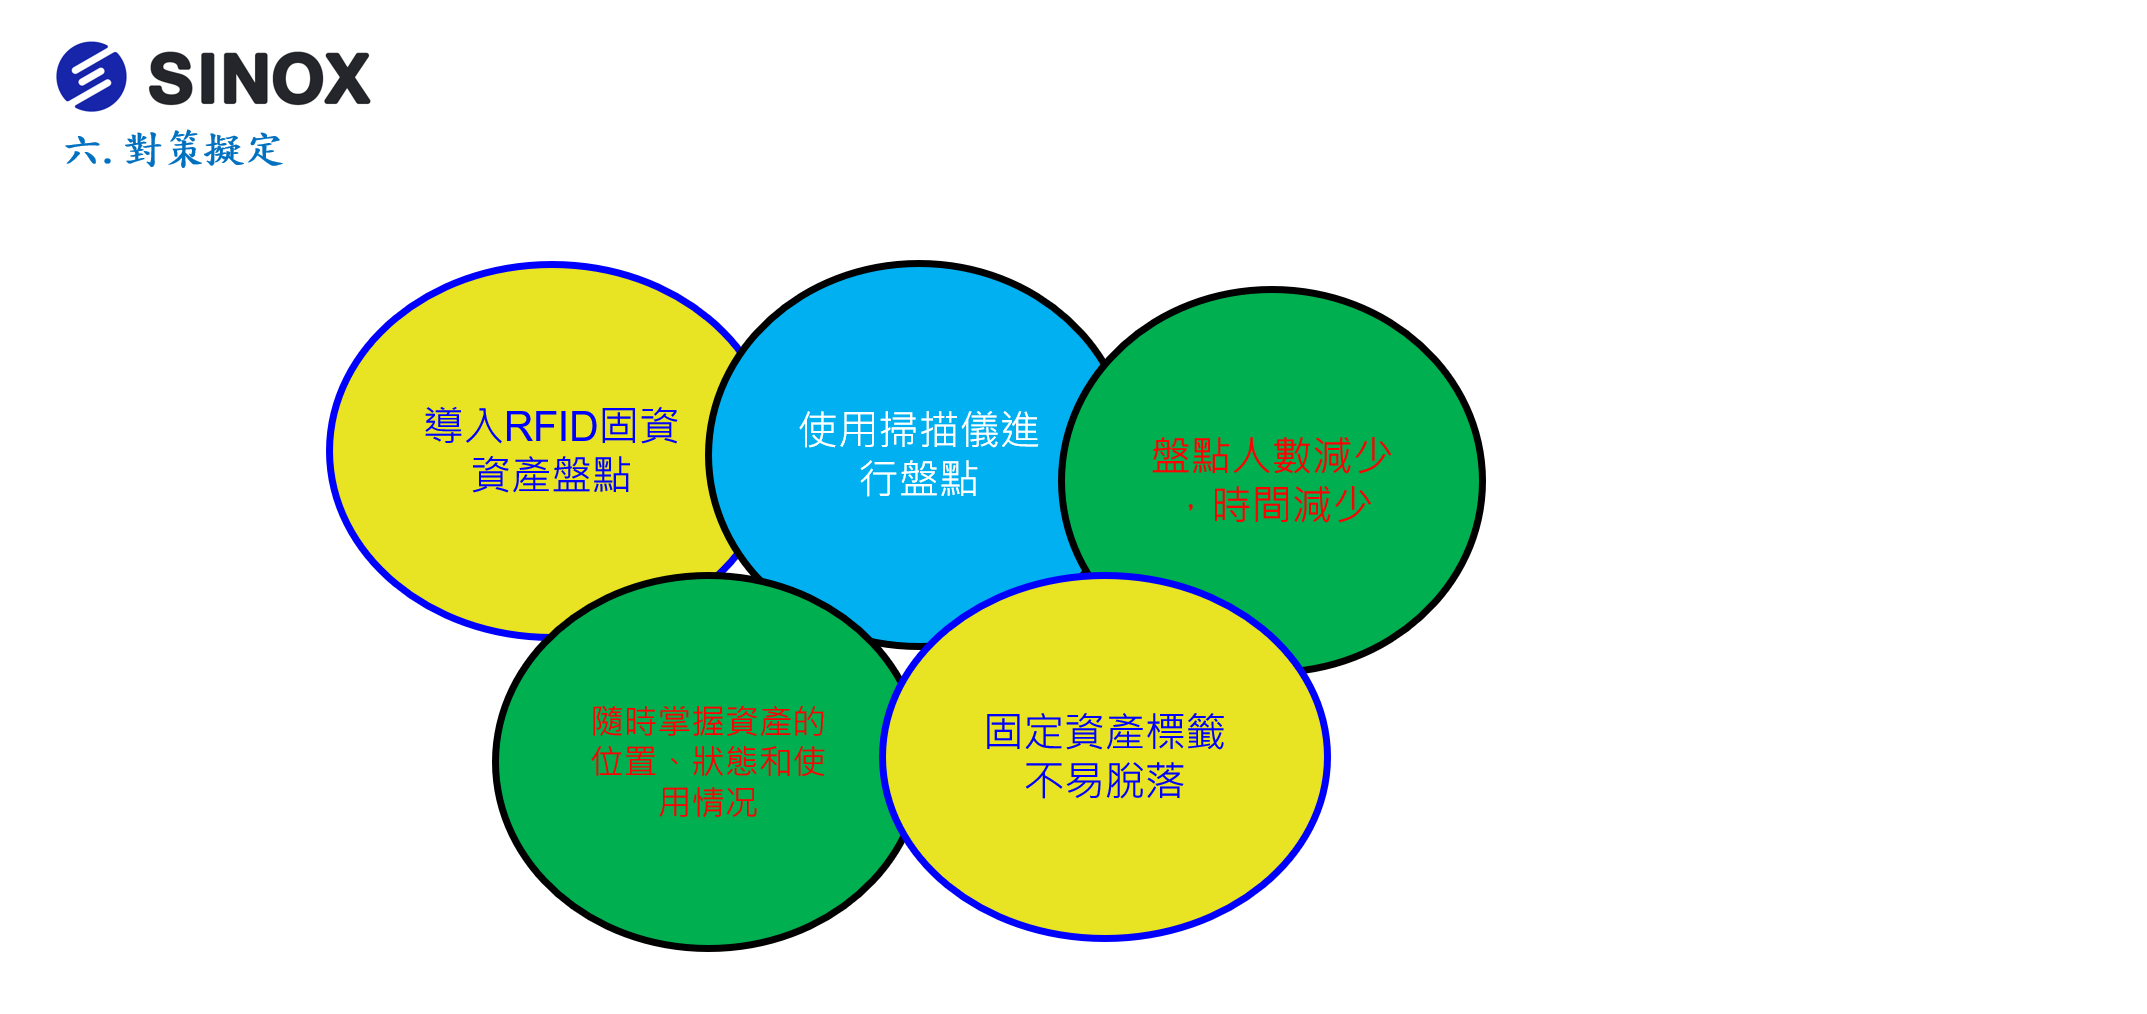 SINOX
六.對策擬定
導入RFID固資
資產盤點
使用掃描儀進
行盤點
盤點人數減少
，時間減少
隨時掌握資產的
位置、狀態和使
用情况
固定資產標籤
不易脫落